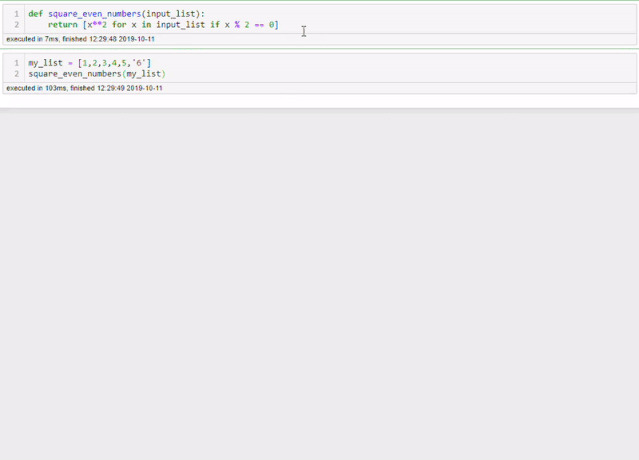 1 def square_even_numbers(input_list):
2 return [x**2 for x in input_list if x % 2 == 0]
executed in 7ms, finished 12:29:48 2019-10-11
1 my_list = [1,2,3,4,5,'6']
2 square_even_numbers(my_list)
executed in 103ms, finished 12:29:49 2019-10-11